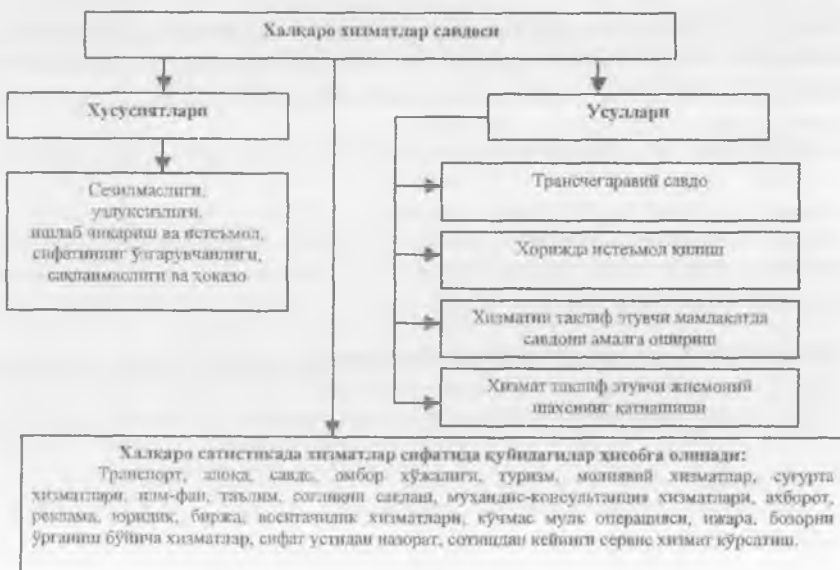 Халқаро хизматлар савдоси
Хусусиятлари
Усуллари
Сезилмаслиги,
узлуксизлиги,
ишлаб чиқариш ва истеъмол,
сифатининг ўзгарувчанлиги,
сақланмаслиги ва ҳоказо
Трансчегаравий савдо
Хорижда истеъмол қилиш
Хизматни таклиф этувчи мамлакатда
савдони амалга ошириш
Хизмат таклиф этувчи жисмоний
шахснинг қатнашиши
Халқаро статистикада хизматлар сифатида қуйидагилар ҳисобга олинади:
Транспорт, алоқа, савдо, омбор хўжалиги, туризм, молиявий хизматлар, суғурта
хизматлари, илм-фан, таълим, соғлиқни сақлаш, муҳандис-консультация хизматлари, ахборот,
реклама, юридик, биржа, воситачилик хизматлари, кўчмас мулк операцияси, ижара, бозорни
ўрганиш бўйича хизматлар, сифат устидан назорат, сотишдан кейинги сервис хизмат кўрсатиш.